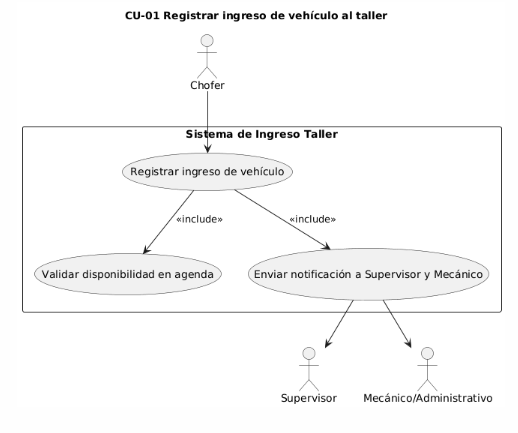 CU-01 Registrar ingreso de vehículo al taller
Chofer
Sistema de Ingreso Taller
Registrar ingreso de vehículo
«include»
«include»
Validar disponibilidad en agenda
Enviar notificación a Supervisor y Mecánico
Supervisor
Mecánico/Administrativo